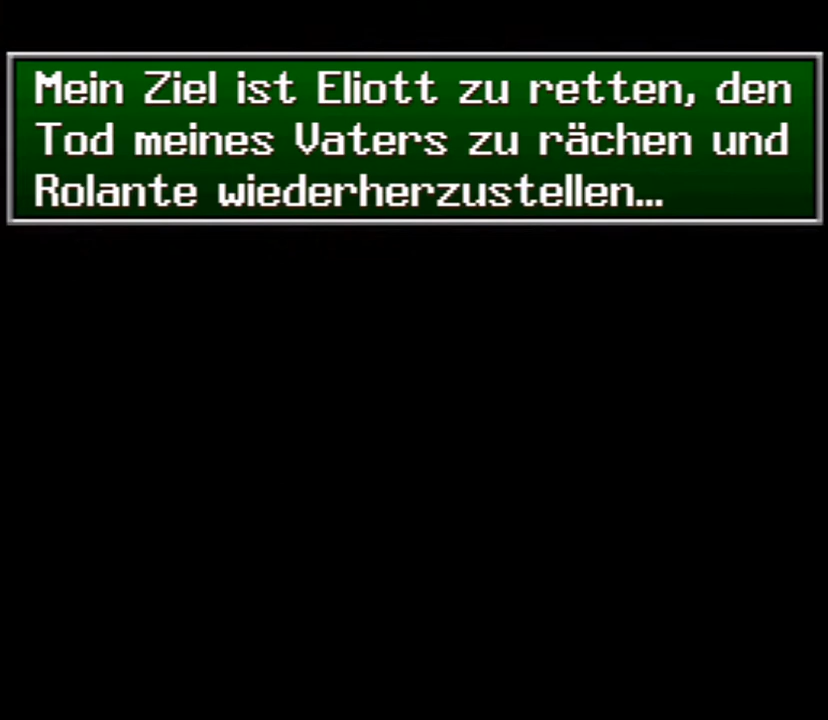 Mein Ziel ist Eliott zu retten, den
Tod meines Vaters zu rächen und
Rolante wiederherzustellen...